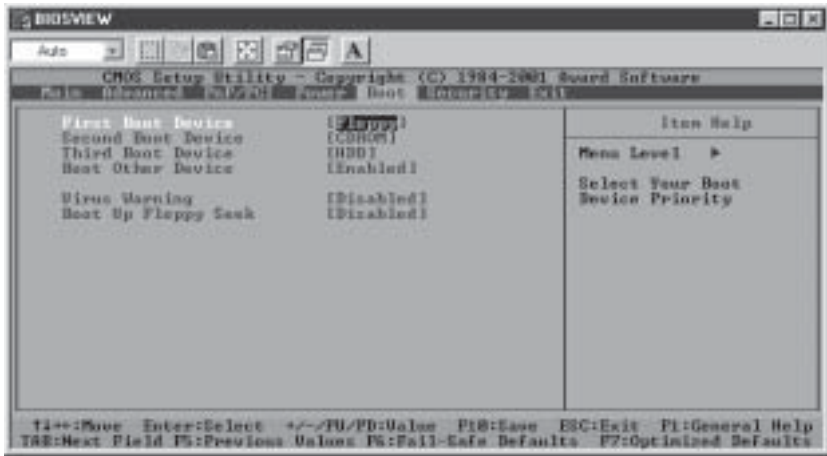 BIOSVIEW
Auto
A
CMOS Setup Utility - Copyright (C) 1984-2001 Award Software
Main Advanced PnP/PCI Power Boot Security Exit
First Boot Device [Floppy]
Second Boot Device [CDROM]
Third Boot Device [HDD]
Boot Other Device [Enabled]
Virus Warning [Disabled]
Boot Up Floppy Seek [Disabled]
Item Help
Menu Level ▶
Select Your Boot
Device Priority
↑↓↔:Move Enter:Select +/-/PU/PD:Value F10:Save ESC:Exit F1:General Help
TAB:Next Field F5:Previous Values F6:Fail-Safe Defaults F7:Optimized Defaults